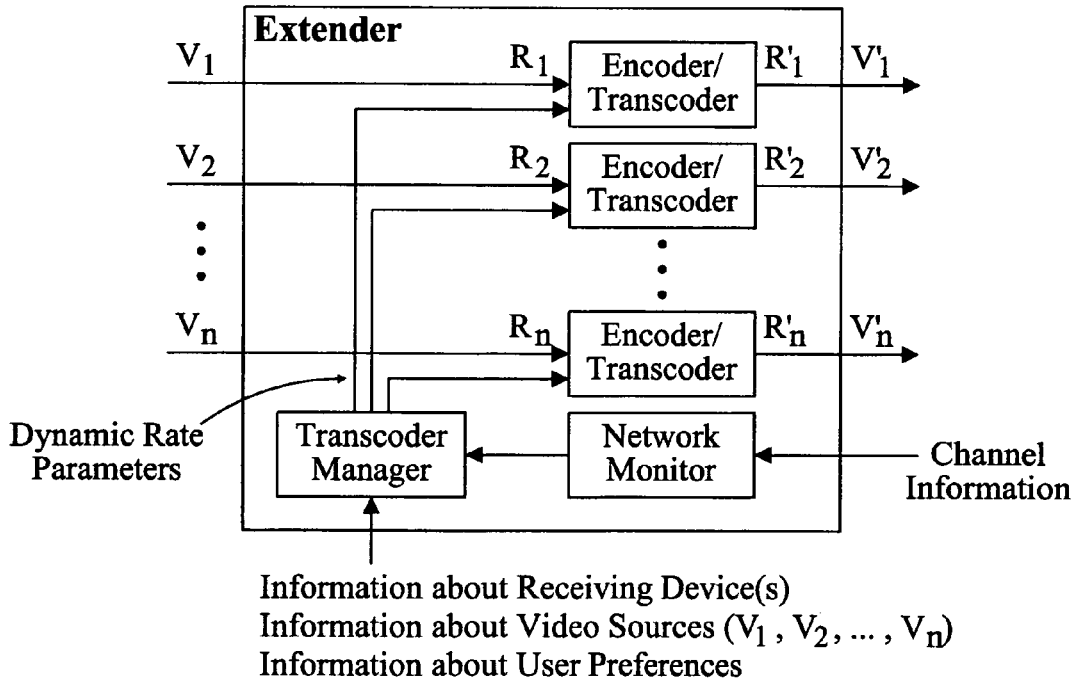 Extender
V1
R1
Encoder/
Transcoder
R'1
V'1
V2
R2
Encoder/
Transcoder
R'2
V'2
Vn
Rn
Encoder/
Transcoder
R'n
V'n
Dynamic Rate
Parameters
Transcoder
Manager
Network
Monitor
Channel
Information
Information about Receiving Device(s)
Information about Video Sources (V1 , V2 , ... , Vn)
Information about User Preferences